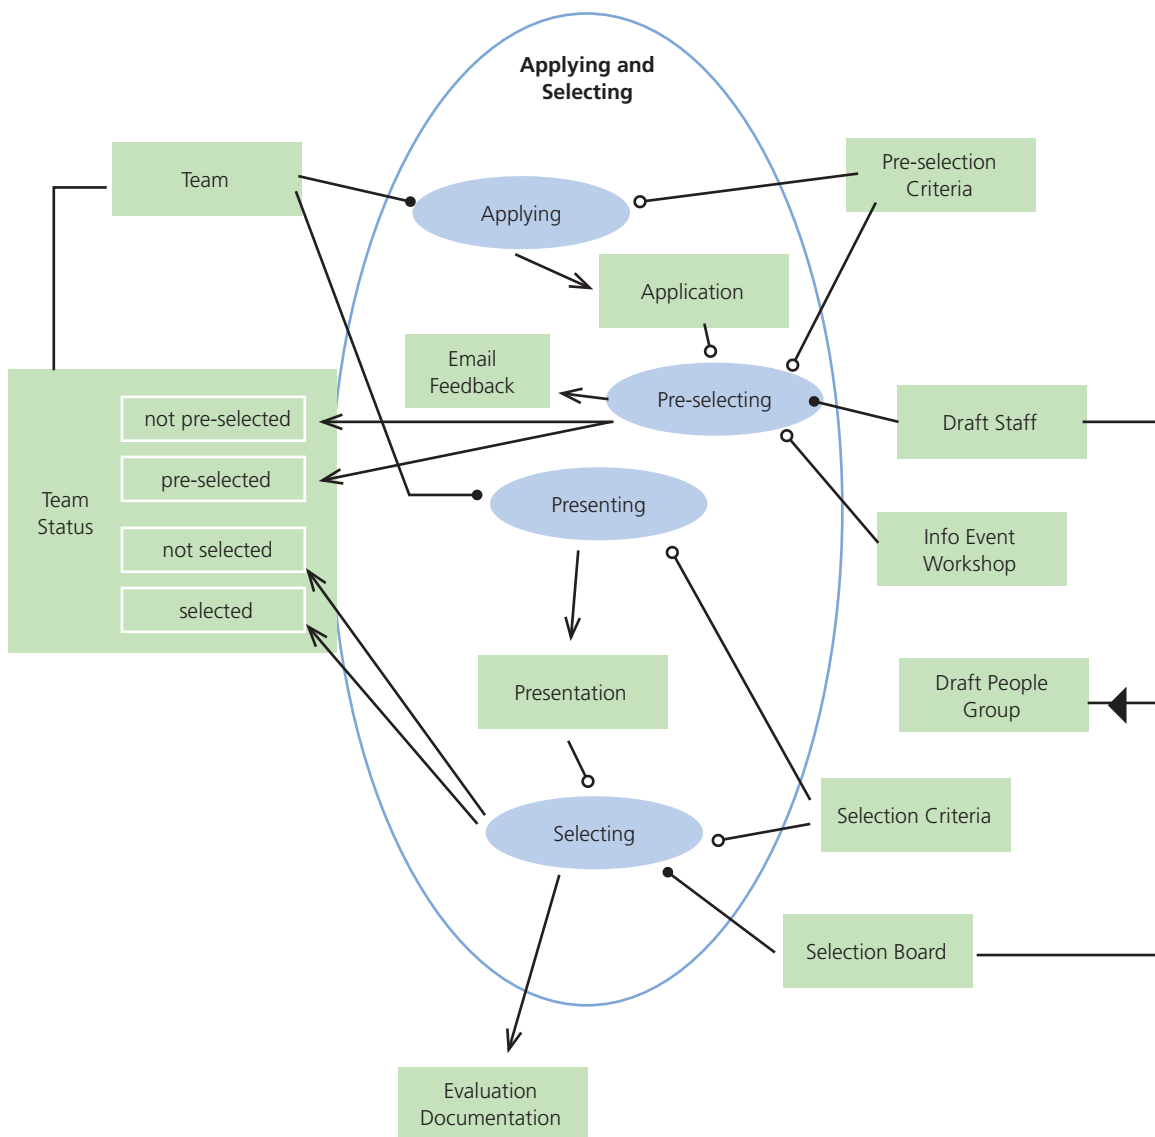 Applying and
Selecting
Team
Pre-selection
Criteria
Applying
Application
Email
Feedback
Pre-selecting
not pre-selected
Draft Staff
pre-selected
Team
Status
Presenting
not selected
Info Event
Workshop
selected
Presentation
Draft People
Group
Selection Criteria
Selecting
Selection Board
Evaluation
Documentation